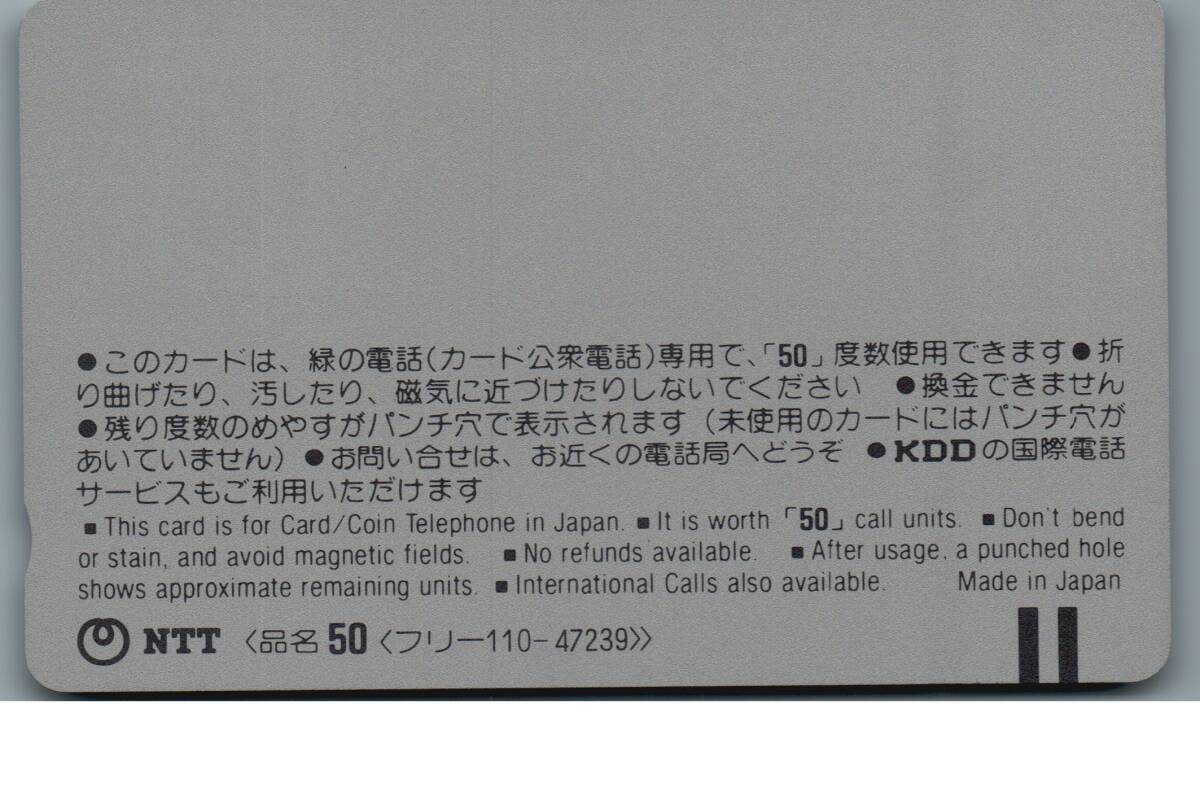 ●このカードは、緑の電話(カード公衆電話)専用で、「50」度数使用できます●折
り曲げたり、汚したり、磁気に近づけたりしないでください ●換金できません
●残り度数のめやすがパンチ穴で表示されます(未使用のカードにはパンチ穴が
あいていません)●お問い合せは、お近くの電話局へどうぞ ●KDDの国際電話
サービスもご利用いただけます
■This card is for Card/Coin Telephone in Japan. ■It is worth「50」call units. ■Don't bend
or stain, and avoid magnetic fields. ■No refunds available. ■After usage, a punched hole
shows approximate remaining units. ■International Calls also available. Made in Japan
NTT 〈品名 50〈フリー110-47239〉〉